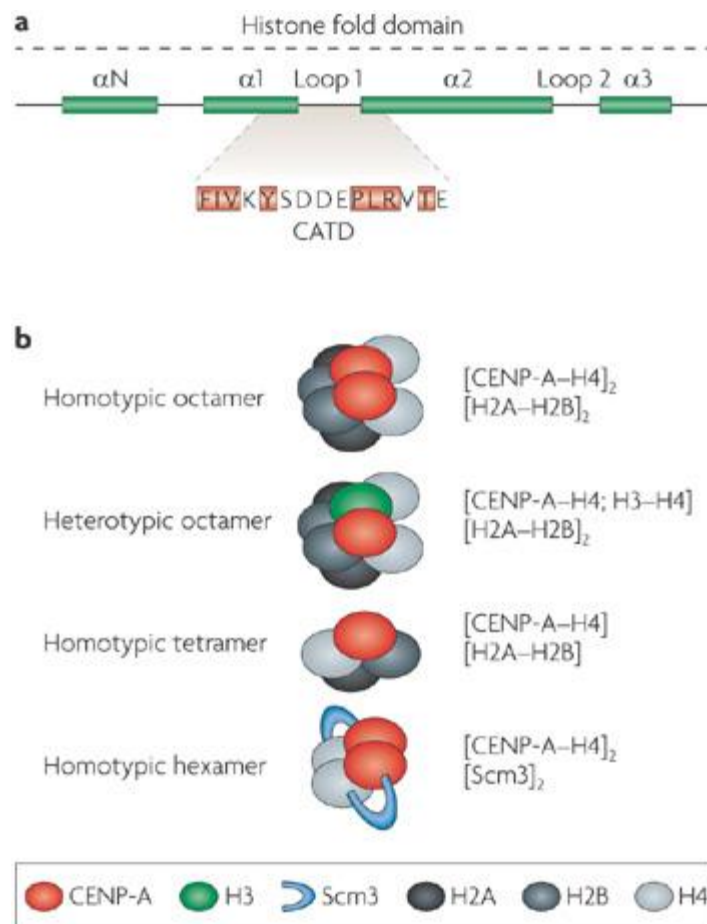 a
Histone fold domain
αN α1 Loop 1 α2 Loop 2 α3
FIVKYSDDEPLRVTE
CATD
b
Homotypic octamer
[CENP-A–H4]₂
[H2A–H2B]₂
Heterotypic octamer
[CENP-A–H4; H3–H4]
[H2A–H2B]₂
Homotypic tetramer
[CENP-A–H4]
[H2A–H2B]
Homotypic hexamer
[CENP-A–H4]₂
[Scm3]₂
CENP-A H3 Scm3 H2A H2B H4